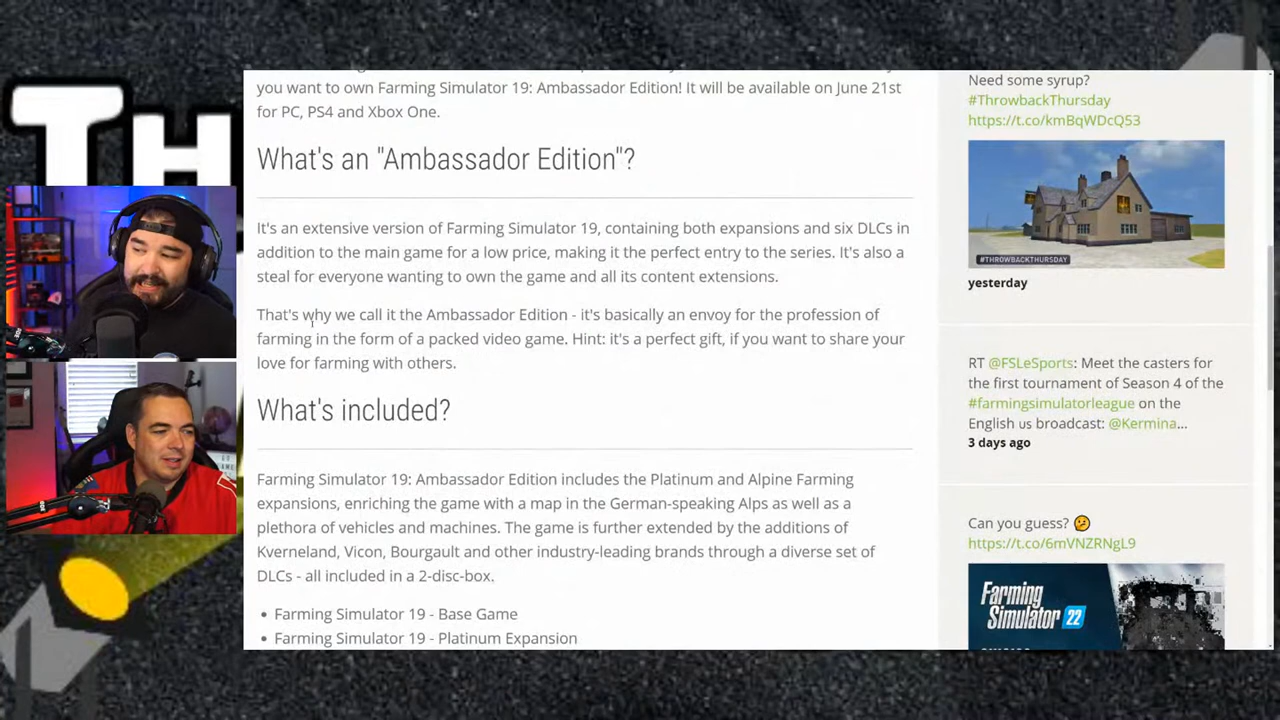 TH
you want to own Farming Simulator 19: Ambassador Edition! It will be available on June 21st
for PC, PS4 and Xbox One.
What's an "Ambassador Edition"?
It's an extensive version of Farming Simulator 19, containing both expansions and six DLCs in
addition to the main game for a low price, making it the perfect entry to the series. It's also a
steal for everyone wanting to own the game and all its content extensions.
That's why we call it the Ambassador Edition - it's basically an envoy for the profession of
farming in the form of a packed video game. Hint: it's a perfect gift, if you want to share your
love for farming with others.
What's included?
Farming Simulator 19: Ambassador Edition includes the Platinum and Alpine Farming
expansions, enriching the game with a map in the German-speaking Alps as well as a
plethora of vehicles and machines. The game is further extended by the additions of
Kverneland, Vicon, Bourgault and other industry-leading brands through a diverse set of
DLCs - all included in a 2-disc-box.
• Farming Simulator 19 - Base Game
• Farming Simulator 19 - Platinum Expansion
Need some syrup?
#ThrowbackThursday
https://t.co/kmBqWDcQ53
#THROWBACKTHURSDAY
yesterday
RT @FSLeSports: Meet the casters for
the first tournament of Season 4 of the
#farmingsimulatorleague on the
English us broadcast: @Kermina...
3 days ago
Can you guess? 🤔
https://t.co/6mVNZRNgL9
Farming
Simulator 22